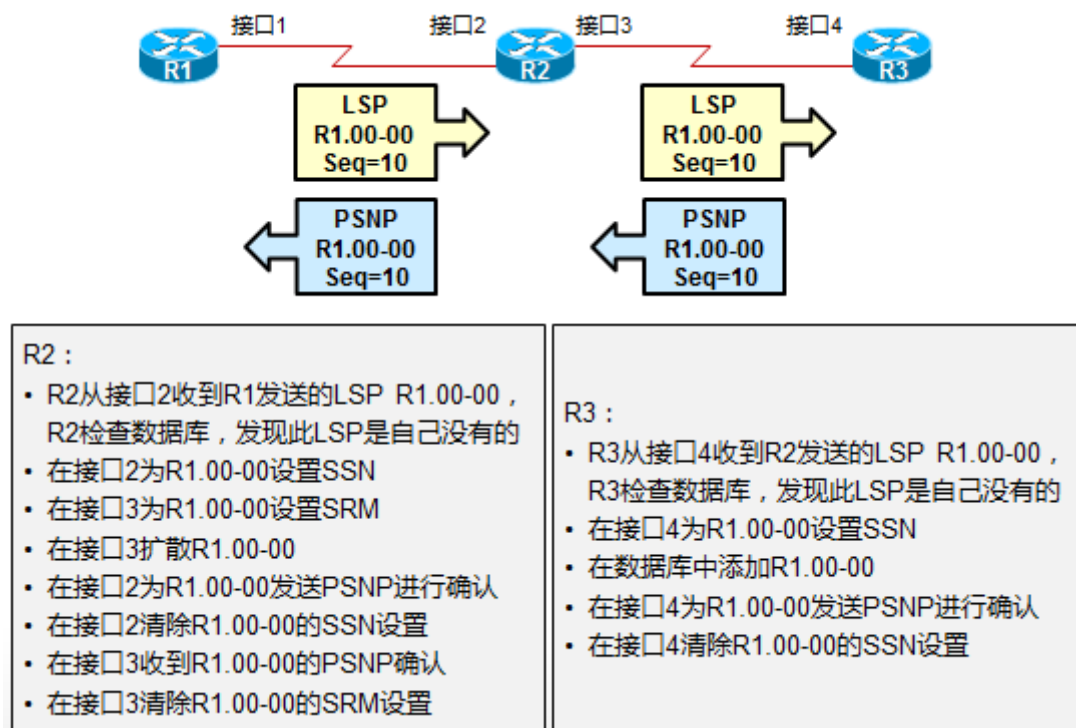 接口1
接口2
接口3
接口4
R1
R2
R3
LSP
R1.00-00
Seq=10
LSP
R1.00-00
Seq=10
PSNP
R1.00-00
Seq=10
PSNP
R1.00-00
Seq=10
R2：
• R2从接口2收到R1发送的LSP R1.00-00，
R2检查数据库，发现此LSP是自己没有的
• 在接口2为R1.00-00设置SSN
• 在接口3为R1.00-00设置SRM
• 在接口3扩散R1.00-00
• 在接口2为R1.00-00发送PSNP进行确认
• 在接口2清除R1.00-00的SSN设置
• 在接口3收到R1.00-00的PSNP确认
• 在接口3清除R1.00-00的SRM设置
R3：
• R3从接口4收到R2发送的LSP R1.00-00，
R3检查数据库，发现此LSP是自己没有的
• 在接口4为R1.00-00设置SSN
• 在数据库中添加R1.00-00
• 在接口4为R1.00-00发送PSNP进行确认
• 在接口4清除R1.00-00的SSN设置